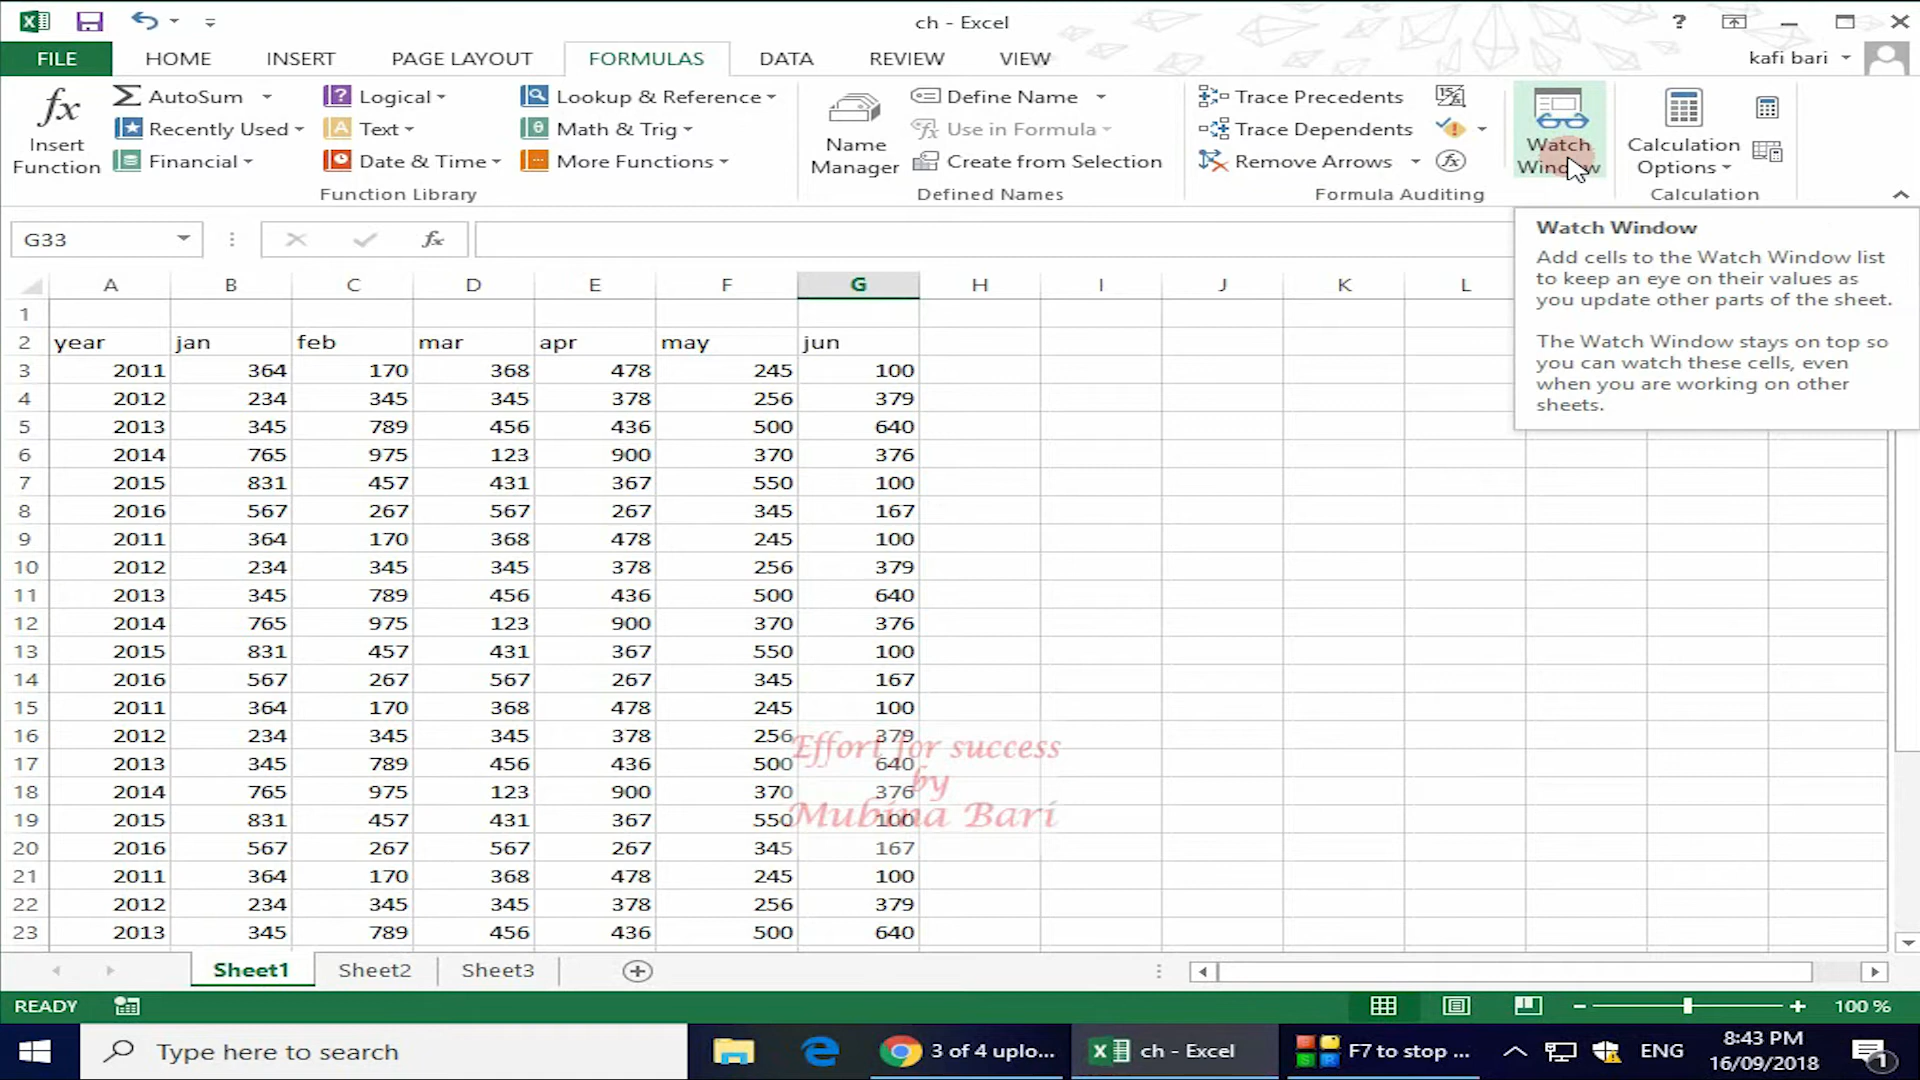 ch - Excel
FILE HOME INSERT PAGE LAYOUT FORMULAS DATA REVIEW VIEW kafi bari
fx Insert Function
AutoSum Logical Lookup & Reference
Recently Used Text Math & Trig
Financial Date & Time More Functions
Function Library
Name Manager
Define Name
Use in Formula
Create from Selection
Defined Names
Trace Precedents
Trace Dependents
Remove Arrows
Formula Auditing
Watch Window
Calculation Options
Calculation
G33 fx
Watch Window
Add cells to the Watch Window list
to keep an eye on their values as
you update other parts of the sheet.
The Watch Window stays on top so
you can watch these cells, even
when you are working on other
sheets.
A B C D E F G H I J K L
1
2 year jan feb mar apr may jun
3 2011 364 170 368 478 245 100
4 2012 234 345 345 378 256 379
5 2013 345 789 456 436 500 640
6 2014 765 975 123 900 370 376
7 2015 831 457 431 367 550 100
8 2016 567 267 567 267 345 167
9 2011 364 170 368 478 245 100
10 2012 234 345 345 378 256 379
11 2013 345 789 456 436 500 640
12 2014 765 975 123 900 370 376
13 2015 831 457 431 367 550 100
14 2016 567 267 567 267 345 167
15 2011 364 170 368 478 245 100
16 2012 234 345 345 378 256 379
17 2013 345 789 456 436 500 640
18 2014 765 975 123 900 370 376
19 2015 831 457 431 367 550 100
20 2016 567 267 567 267 345 167
21 2011 364 170 368 478 245 100
22 2012 234 345 345 378 256 379
23 2013 345 789 456 436 500 640
Effort for success
by
Mubina Bari
Sheet1 Sheet2 Sheet3
READY 100 %
Type here to search 3 of 4 uplo... ch - Excel F7 to stop ... ENG 8:43 PM
16/09/2018 1